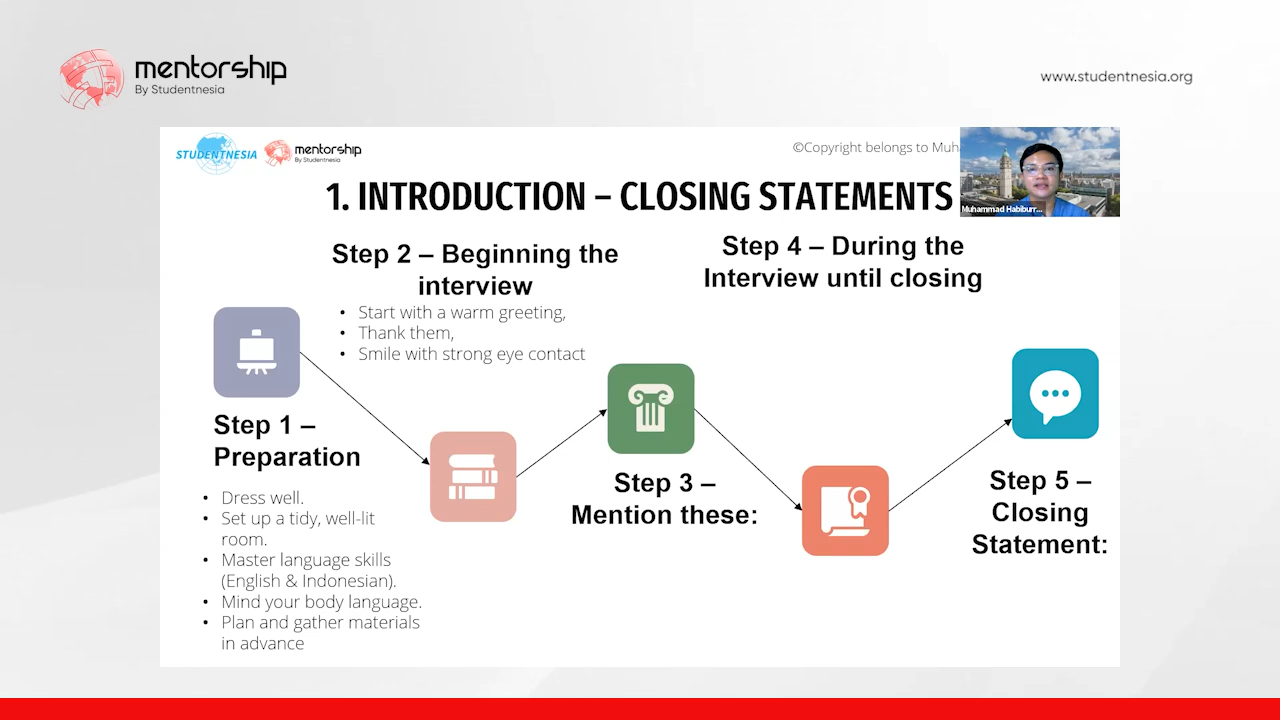 mentorship
By Studentnesia
www.studentnesia.org
STUDENTNESIA
mentorship
By Studentnesia
©Copyright belongs to
Muhammad Habiburr...
1. INTRODUCTION – CLOSING STATEMENTS
Step 2 – Beginning the
interview
• Start with a warm greeting,
• Thank them,
• Smile with strong eye contact
Step 4 – During the
Interview until closing
Step 1 –
Preparation
• Dress well.
• Set up a tidy, well-lit
room.
• Master language skills
(English & Indonesian).
• Mind your body language.
• Plan and gather materials
in advance
Step 3 –
Mention these:
Step 5 –
Closing
Statement: